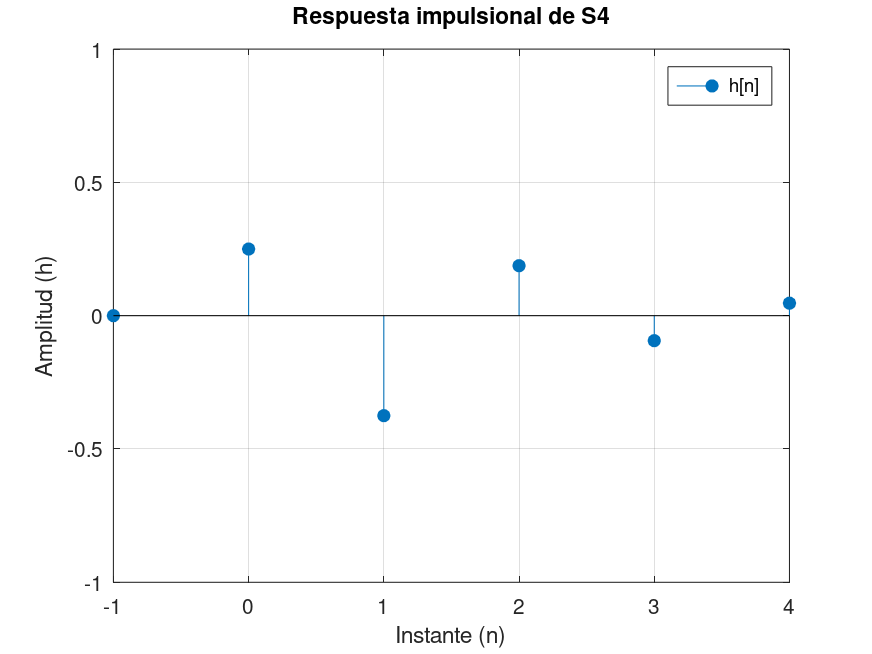 Respuesta impulsional de S4
h[n]
1
0.5
0
-0.5
-1
Amplitud (h)
-1 0 1 2 3 4
Instante (n)